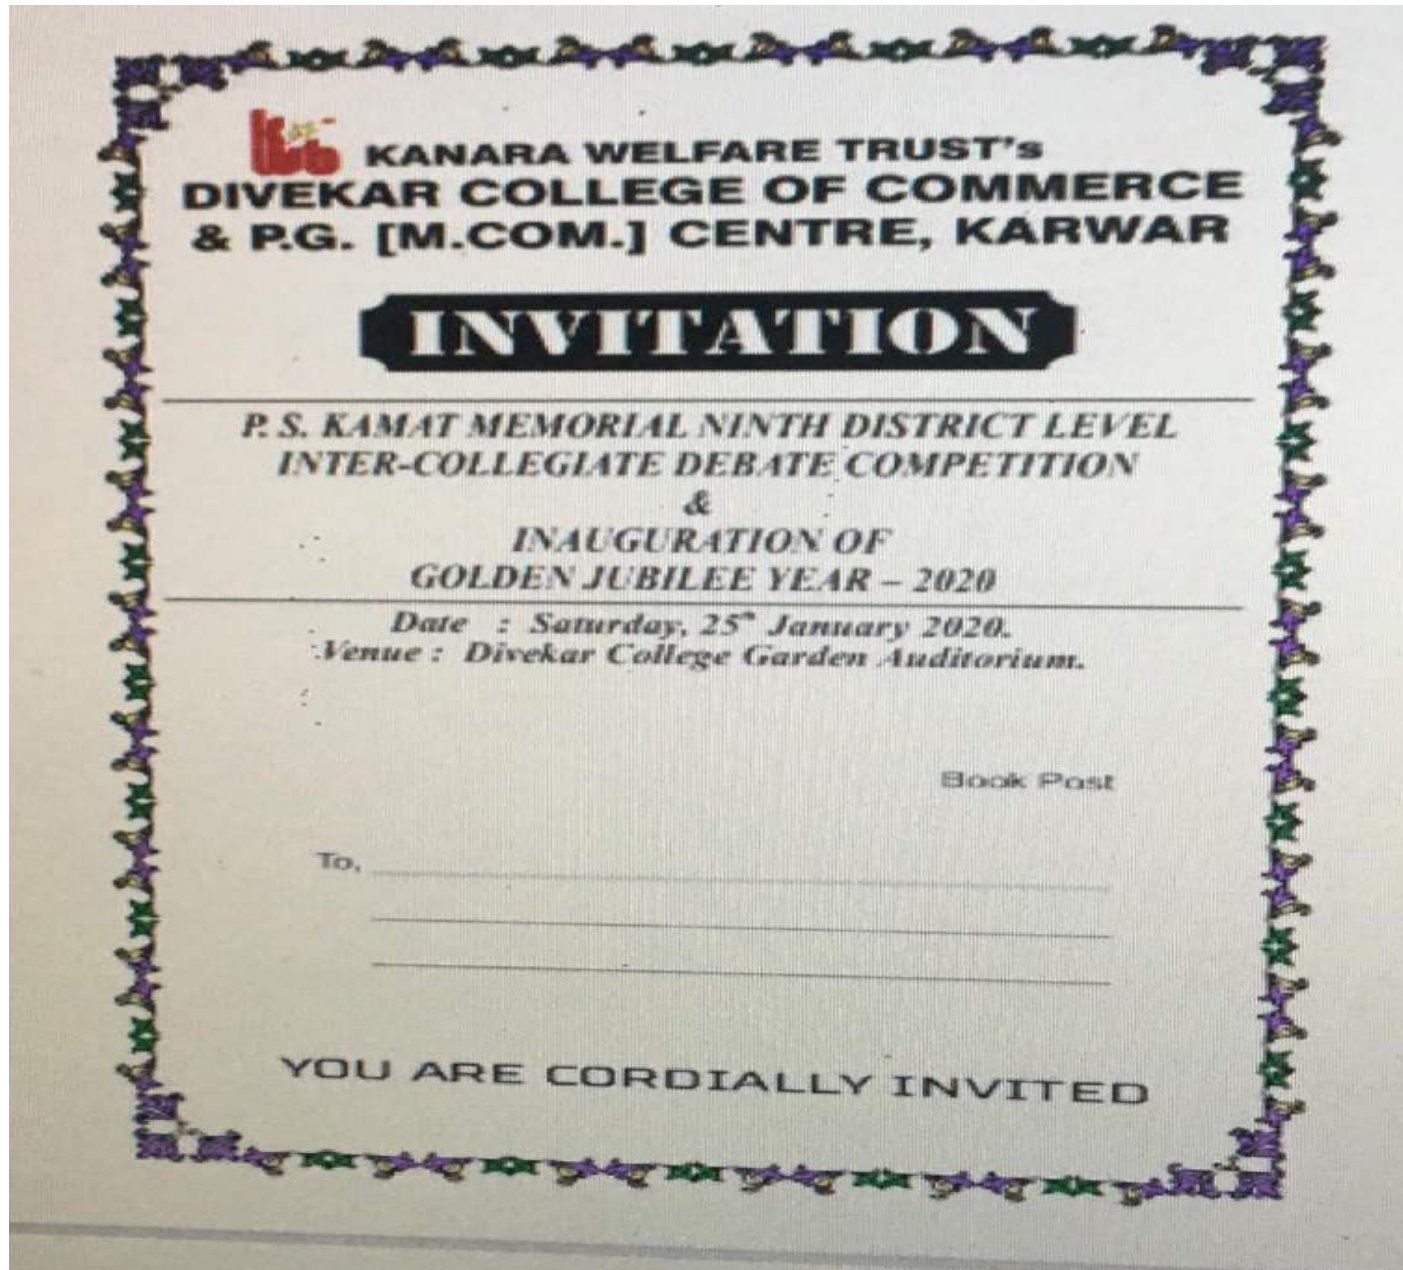 KANARA WELFARE TRUST's
DIVEKAR COLLEGE OF COMMERCE
& P.G. [M.COM.] CENTRE, KARWAR
INVITATION
P. S. KAMAT MEMORIAL NINTH DISTRICT LEVEL
INTER-COLLEGIATE DEBATE COMPETITION
&
INAUGURATION OF
GOLDEN JUBILEE YEAR – 2020
Date : Saturday, 25th January 2020.
Venue : Divekar College Garden Auditorium.
Book Post
To,
YOU ARE CORDIALLY INVITED